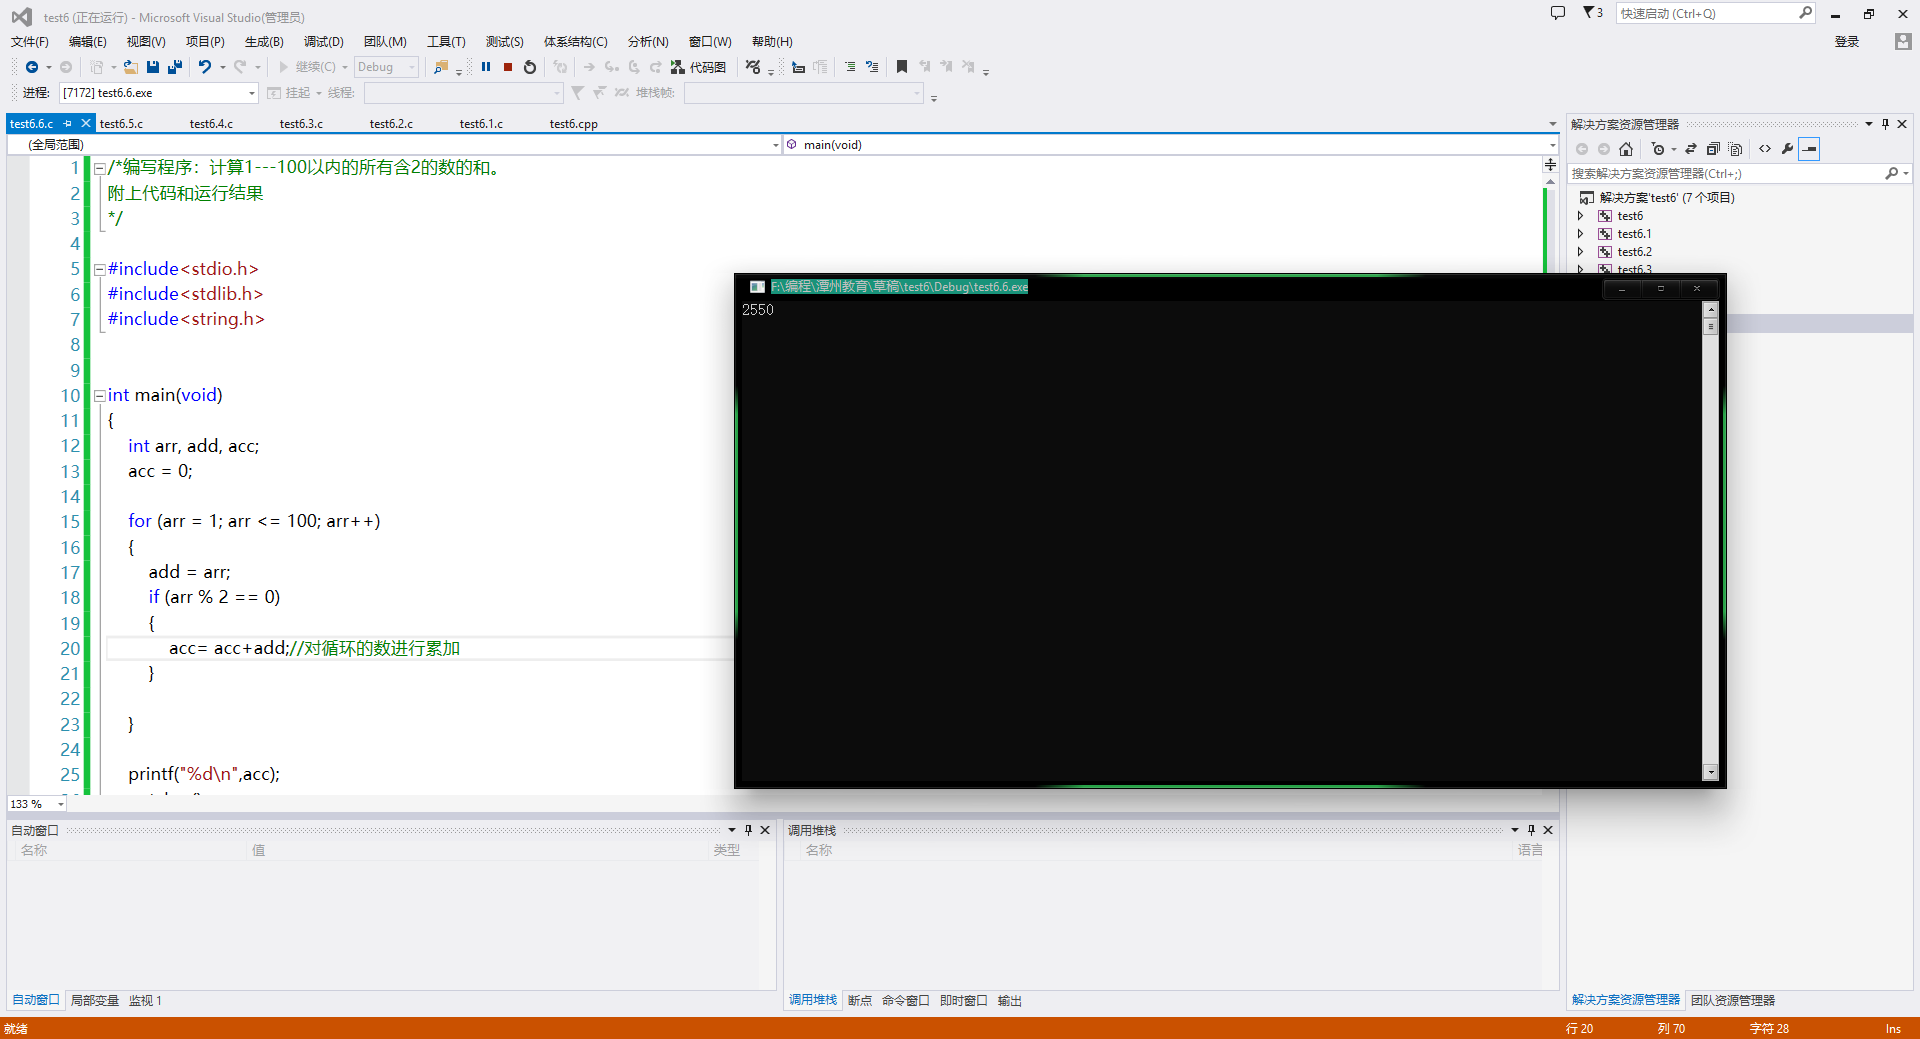 test6 (正在运行) - Microsoft Visual Studio(管理员)
3
快速启动 (Ctrl+Q)
文件(F) 编辑(E) 视图(V) 项目(P) 生成(B) 调试(D) 团队(M) 工具(T) 测试(S) 体系结构(C) 分析(N) 窗口(W) 帮助(H)
登录
继续(C) Debug 代码图
进程: [7172] test6.6.exe 挂起 线程: 堆栈帧:
test6.6.c test6.5.c test6.4.c test6.3.c test6.2.c test6.1.c test6.cpp
(全局范围) main(void)
1 /*编写程序：计算1---100以内的所有含2的数的和。
2 附上代码和运行结果
3 */
4
5 #include<stdio.h>
6 #include<stdlib.h>
7 #include<string.h>
8
9
10 int main(void)
11 {
12 int arr, add, acc;
13 acc = 0;
14
15 for (arr = 1; arr <= 100; arr++)
16 {
17 add = arr;
18 if (arr % 2 == 0)
19 {
20 acc= acc+add;//对循环的数进行累加
21 }
22
23 }
24
25 printf("%d\n",acc);
133 %
F:\编程\潭州教育\草稿\test6\Debug\test6.6.exe
2550
解决方案资源管理器
搜索解决方案资源管理器(Ctrl+;)
解决方案'test6' (7 个项目)
test6
test6.1
test6.2
test6.3
自动窗口
名称 值 类型
自动窗口 局部变量 监视 1
调用堆栈
名称 语言
调用堆栈 断点 命令窗口 即时窗口 输出
解决方案资源管理器 团队资源管理器
就绪 行 20 列 70 字符 28 Ins